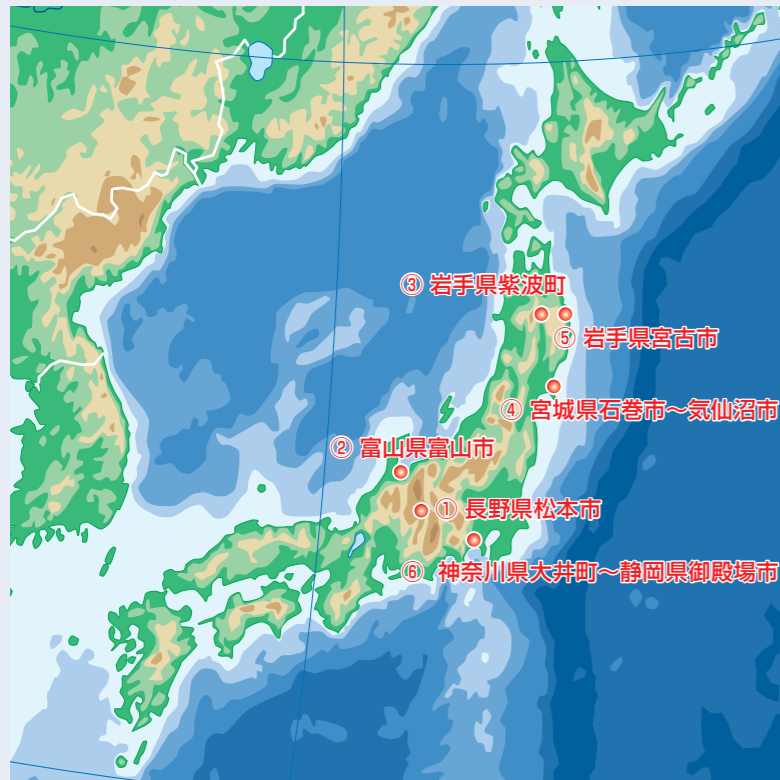 ③ 岩手県紫波町
⑤ 岩手県宮古市
④ 宮城県石巻市～気仙沼市
② 富山県富山市
① 長野県松本市
⑥ 神奈川県大井町～静岡県御殿場市